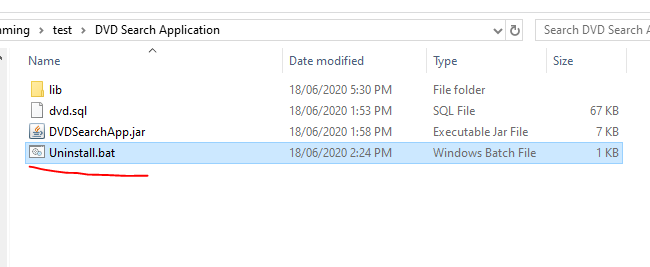 ming › test › DVD Search Application
Search DVD Search Applica
Name Date modified Type Size
lib 18/06/2020 5:30 PM File folder
dvd.sql 18/06/2020 1:53 PM SQL File 67 KB
DVDSearchApp.jar 18/06/2020 1:58 PM Executable Jar File 7 KB
Uninstall.bat 18/06/2020 2:24 PM Windows Batch File 1 KB